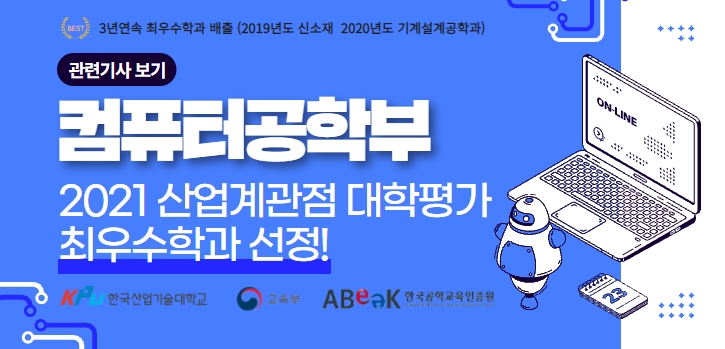 BEST 3년연속 최우수학과 배출 (2019년도 신소재 2020년도 기계설계공학과)
관련기사 보기
컴퓨터공학부
2021 산업계관점 대학평가
최우수학과 선정!
ON-LINE
23
KPU 한국산업기술대학교 교육부 ABEEK 한국공학교육인증원